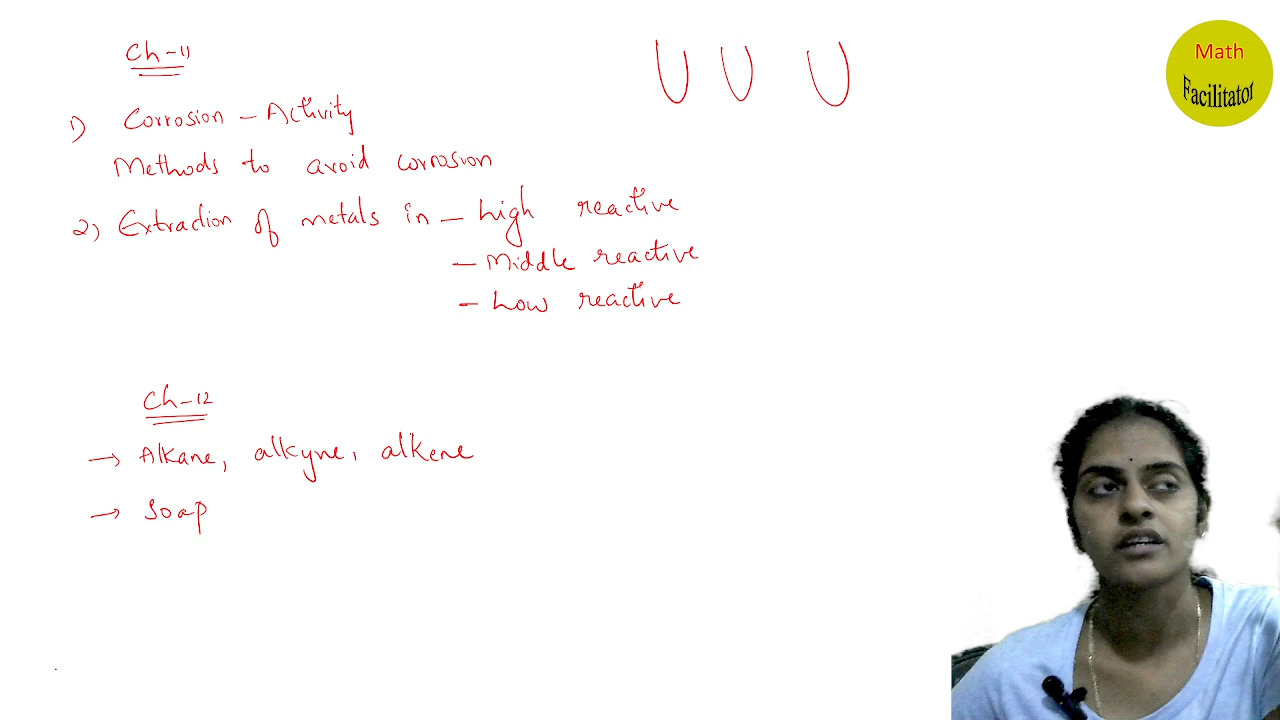 Ch-11
1) Corrosion - Activity
Methods to avoid corrosion
2) Extraction of metals in - high reactive
- Middle reactive
- Low reactive
Ch-12
→ Alkane, alkyne, alkene
→ Soap
Math
Facilitator